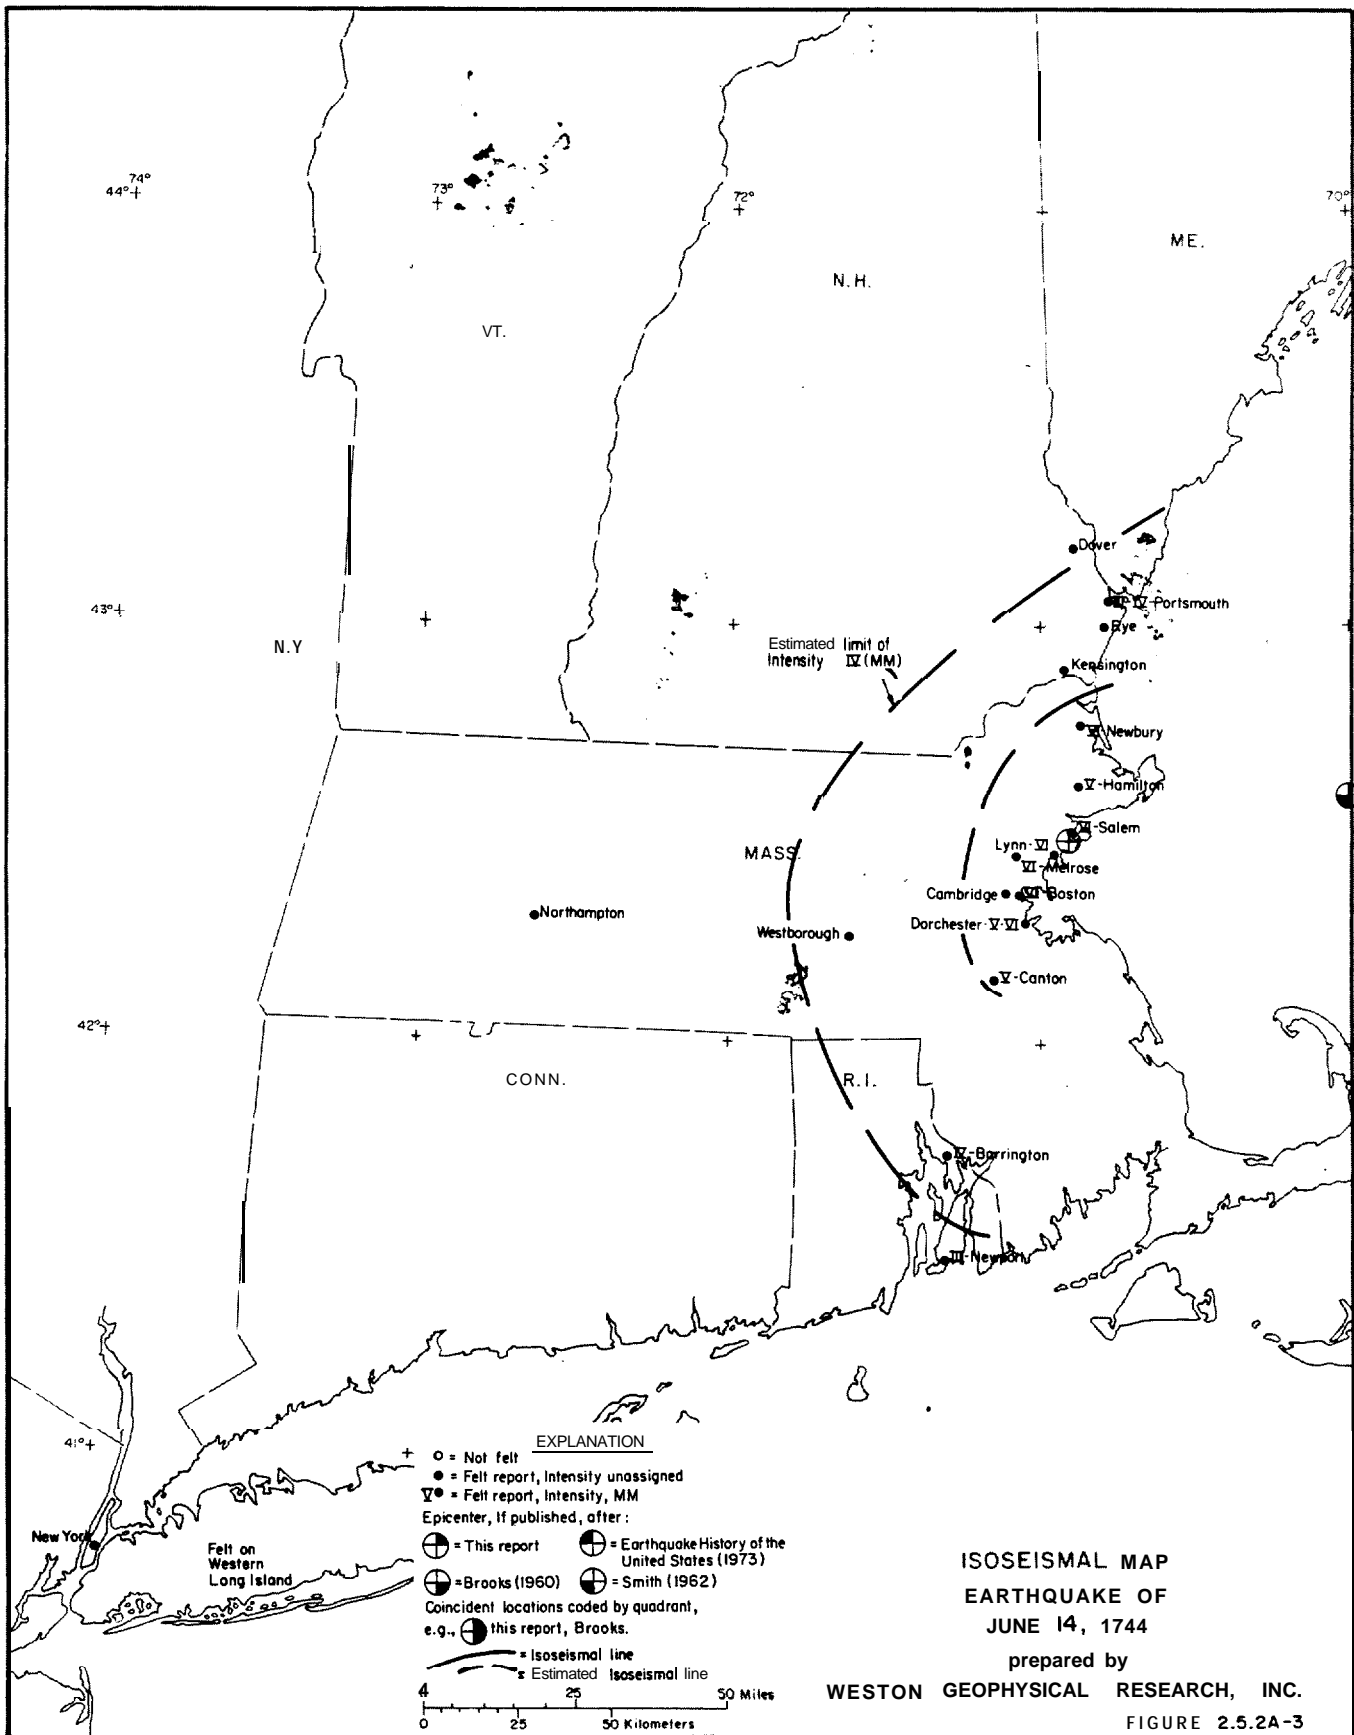 74°
44°
73°
72°
70°
ME.
N.H.
VT.
Dover
43°
III-IV-Portsmouth
Rye
N.Y
Estimated limit of
Intensity IV (MM)
Kensington
VI-Newbury
V-Hamilton
VI-Salem
Lynn-VI
MASS.
VI-Melrose
Cambridge
VI-Boston
Northampton
Dorchester-V-VI
Westborough
V-Canton
42°
CONN.
R.I.
IV-Barrington
III-Newport
41°
EXPLANATION
O = Not felt
● = Felt report, Intensity unassigned
V● = Felt report, Intensity, MM
Epicenter, If published, after:
= This report
= Earthquake History of the
United States (1973)
= Brooks (1960)
= Smith (1962)
Coincident locations coded by quadrant,
e.g., this report, Brooks.
= Isoseismal line
= Estimated Isoseismal line
New York
Felt on
Western
Long Island
4 25 50 Miles
0 25 50 Kilometers
ISOSEISMAL MAP
EARTHQUAKE OF
JUNE 14, 1744
prepared by
WESTON GEOPHYSICAL RESEARCH, INC.
FIGURE 2.5.2A-3